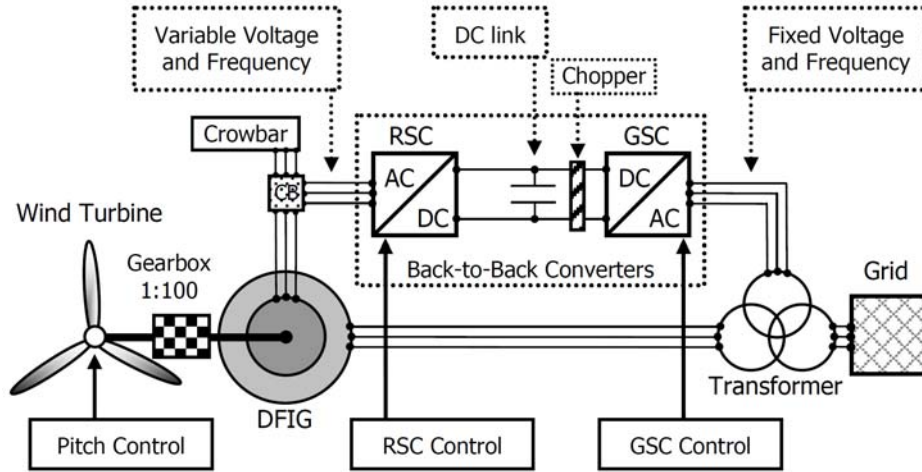 Variable Voltage
and Frequency
DC link
Fixed Voltage
and Frequency
Chopper
Crowbar
RSC
GSC
CB
AC
DC
DC
AC
Wind Turbine
Gearbox
1:100
Back-to-Back Converters
Grid
DFIG
Transformer
Pitch Control
RSC Control
GSC Control